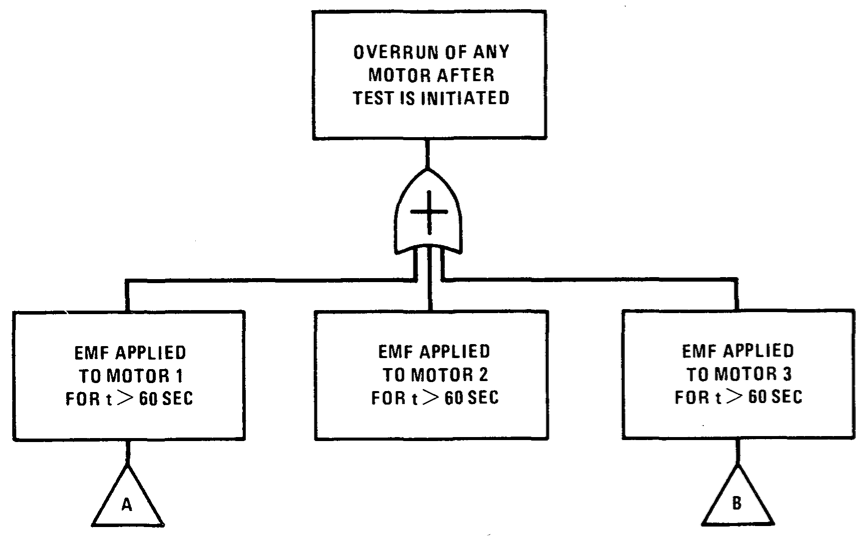 OVERRUN OF ANY
MOTOR AFTER
TEST IS INITIATED
EMF APPLIED
TO MOTOR 1
FOR t > 60 SEC
EMF APPLIED
TO MOTOR 2
FOR t > 60 SEC
EMF APPLIED
TO MOTOR 3
FOR t > 60 SEC
A
B